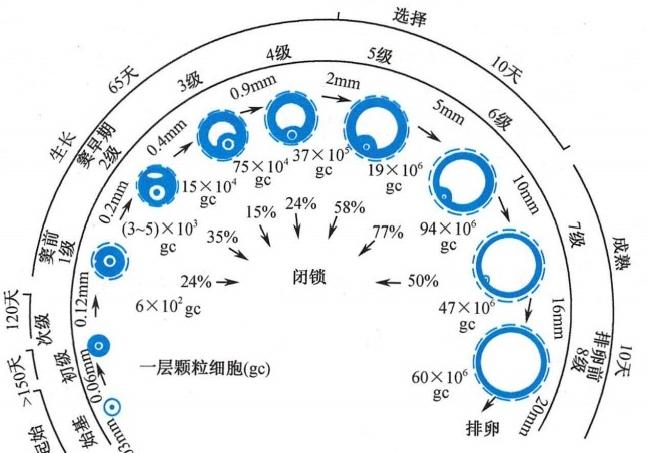 选择
10天
65天
生长
成熟
10天
120天
>150天
起始
始基
初级
次级
窦前
1级
窦早期
2级
3级
4级
5级
6级
7级
排卵前
8级
03mm
0.06mm
0.12mm
0.2mm
0.4mm
0.9mm
2mm
5mm
10mm
16mm
20mm
一层颗粒细胞(gc)
6×10² gc
(3~5)×10³
gc
15×10⁴
gc
75×10⁴
gc
37×10⁵
gc
19×10⁶
gc
94×10⁶
gc
47×10⁶
gc
60×10⁶
gc
24%
35%
15%
24%
58%
77%
50%
闭锁
排卵